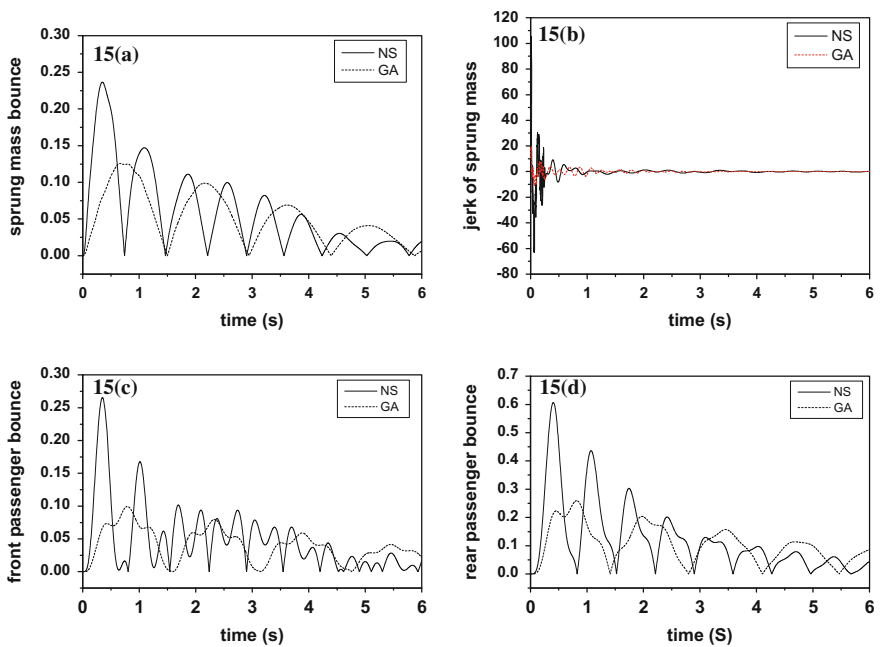 15(a)
NS
GA
sprung mass bounce
0.30
0.25
0.20
0.15
0.10
0.05
0.00
0 1 2 3 4 5 6
time (s)
15(b)
NS
GA
jerk of sprung mass
120
100
80
60
40
20
0
-20
-40
-60
-80
0 1 2 3 4 5 6
time (s)
15(c)
NS
GA
front passenger bounce
0.30
0.25
0.20
0.15
0.10
0.05
0.00
0 1 2 3 4 5 6
time (s)
15(d)
NS
GA
rear passenger bounce
0.7
0.6
0.5
0.4
0.3
0.2
0.1
0.0
0 1 2 3 4 5 6
time (S)